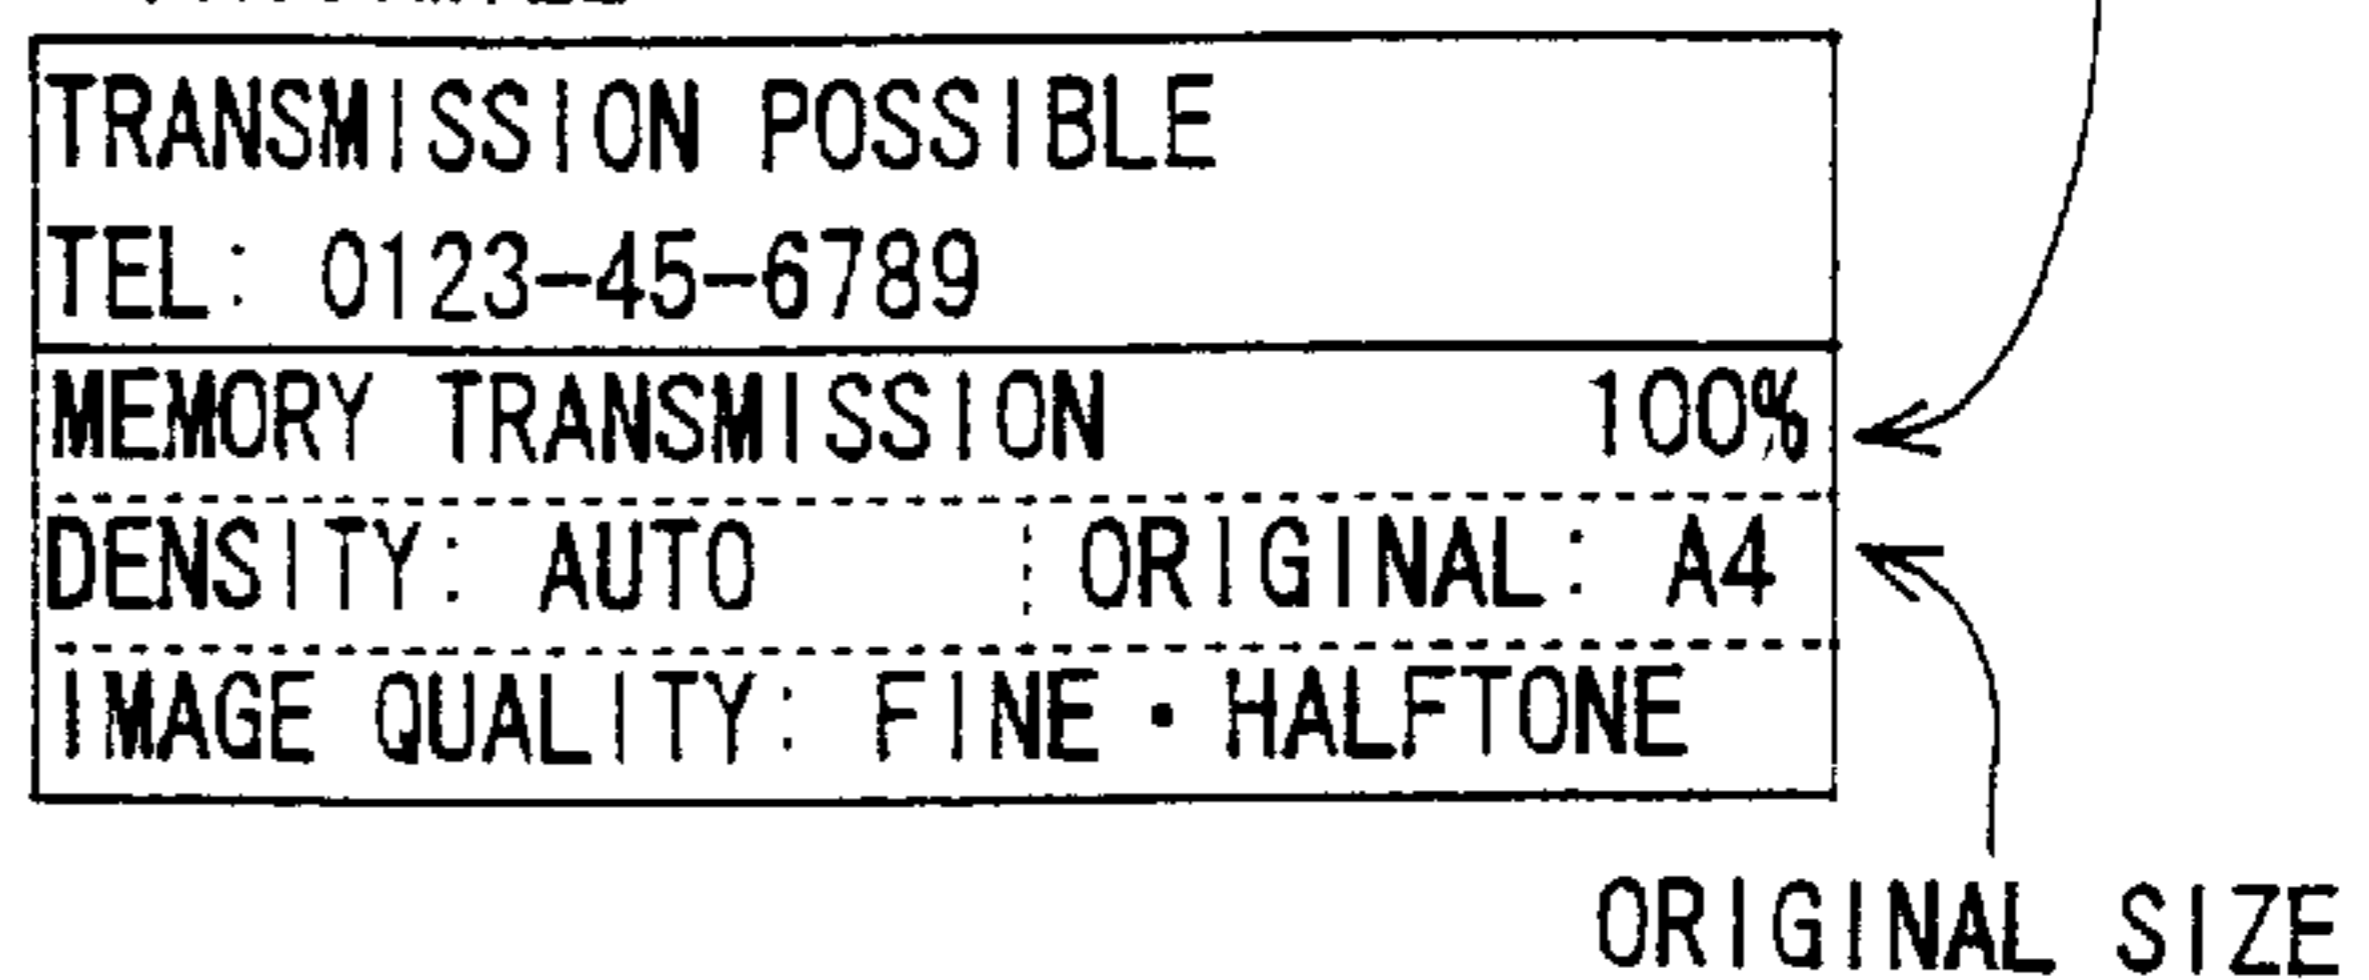 TRANSMISSION POSSIBLE
TEL: 0123-45-6789
MEMORY TRANSMISSION 100%
DENSITY: AUTO ORIGINAL: A4
IMAGE QUALITY: FINE・HALFTONE
ORIGINAL SIZE